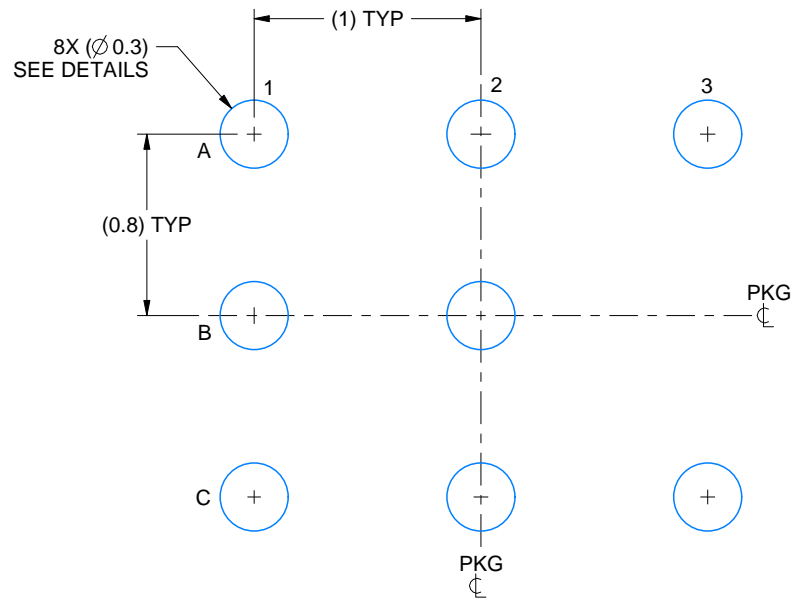 (1) TYP
8X (∅ 0.3)
SEE DETAILS
1
2
3
A
(0.8) TYP
B
PKG
℄
C
PKG
℄